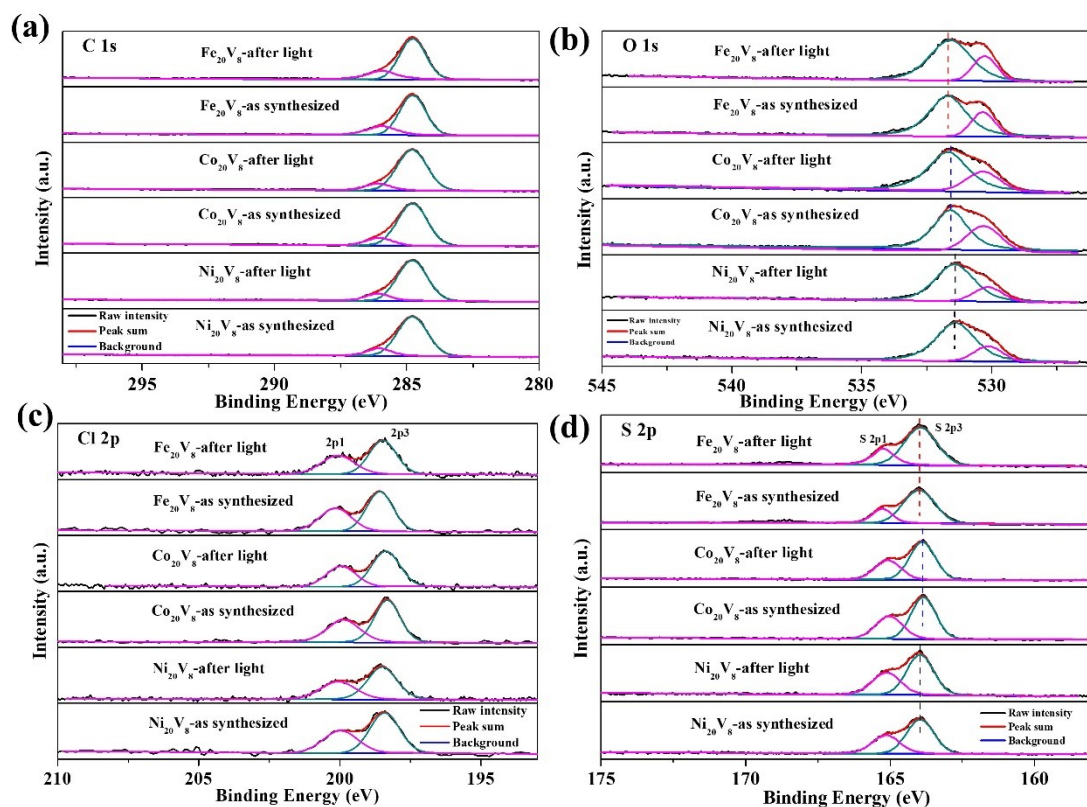 (a)
C 1s
Fe₂₀V₈-after light
Fe₂₀V₈-as synthesized
Co₂₀V₈-after light
Co₂₀V₈-as synthesized
Ni₂₀V₈-after light
Ni₂₀V₈-as synthesized
Raw intensity
Peak sum
Background
Intensity (a.u.)
295 290 285 280
Binding Energy (eV)
(b)
O 1s
Fe₂₀V₈-after light
Fe₂₀V₈-as synthesized
Co₂₀V₈-after light
Co₂₀V₈-as synthesized
Ni₂₀V₈-after light
Ni₂₀V₈-as synthesized
Raw intensity
Peak sum
Background
Intensity (a.u.)
545 540 535 530
Binding Energy (eV)
(c)
Cl 2p
2p1 2p3
Fe₂₀V₈-after light
Fe₂₀V₈-as synthesized
Co₂₀V₈-after light
Co₂₀V₈-as synthesized
Ni₂₀V₈-after light
Ni₂₀V₈-as synthesized
Raw intensity
Peak sum
Background
Intensity (a.u.)
210 205 200 195
Binding Energy (eV)
(d)
S 2p
S 2p1 S 2p3
Fe₂₀V₈-after light
Fe₂₀V₈-as synthesized
Co₂₀V₈-after light
Co₂₀V₈-as synthesized
Ni₂₀V₈-after light
Ni₂₀V₈-as synthesized
Raw intensity
Peak sum
Background
Intensity (a.u.)
175 170 165 160
Binding Energy (eV)